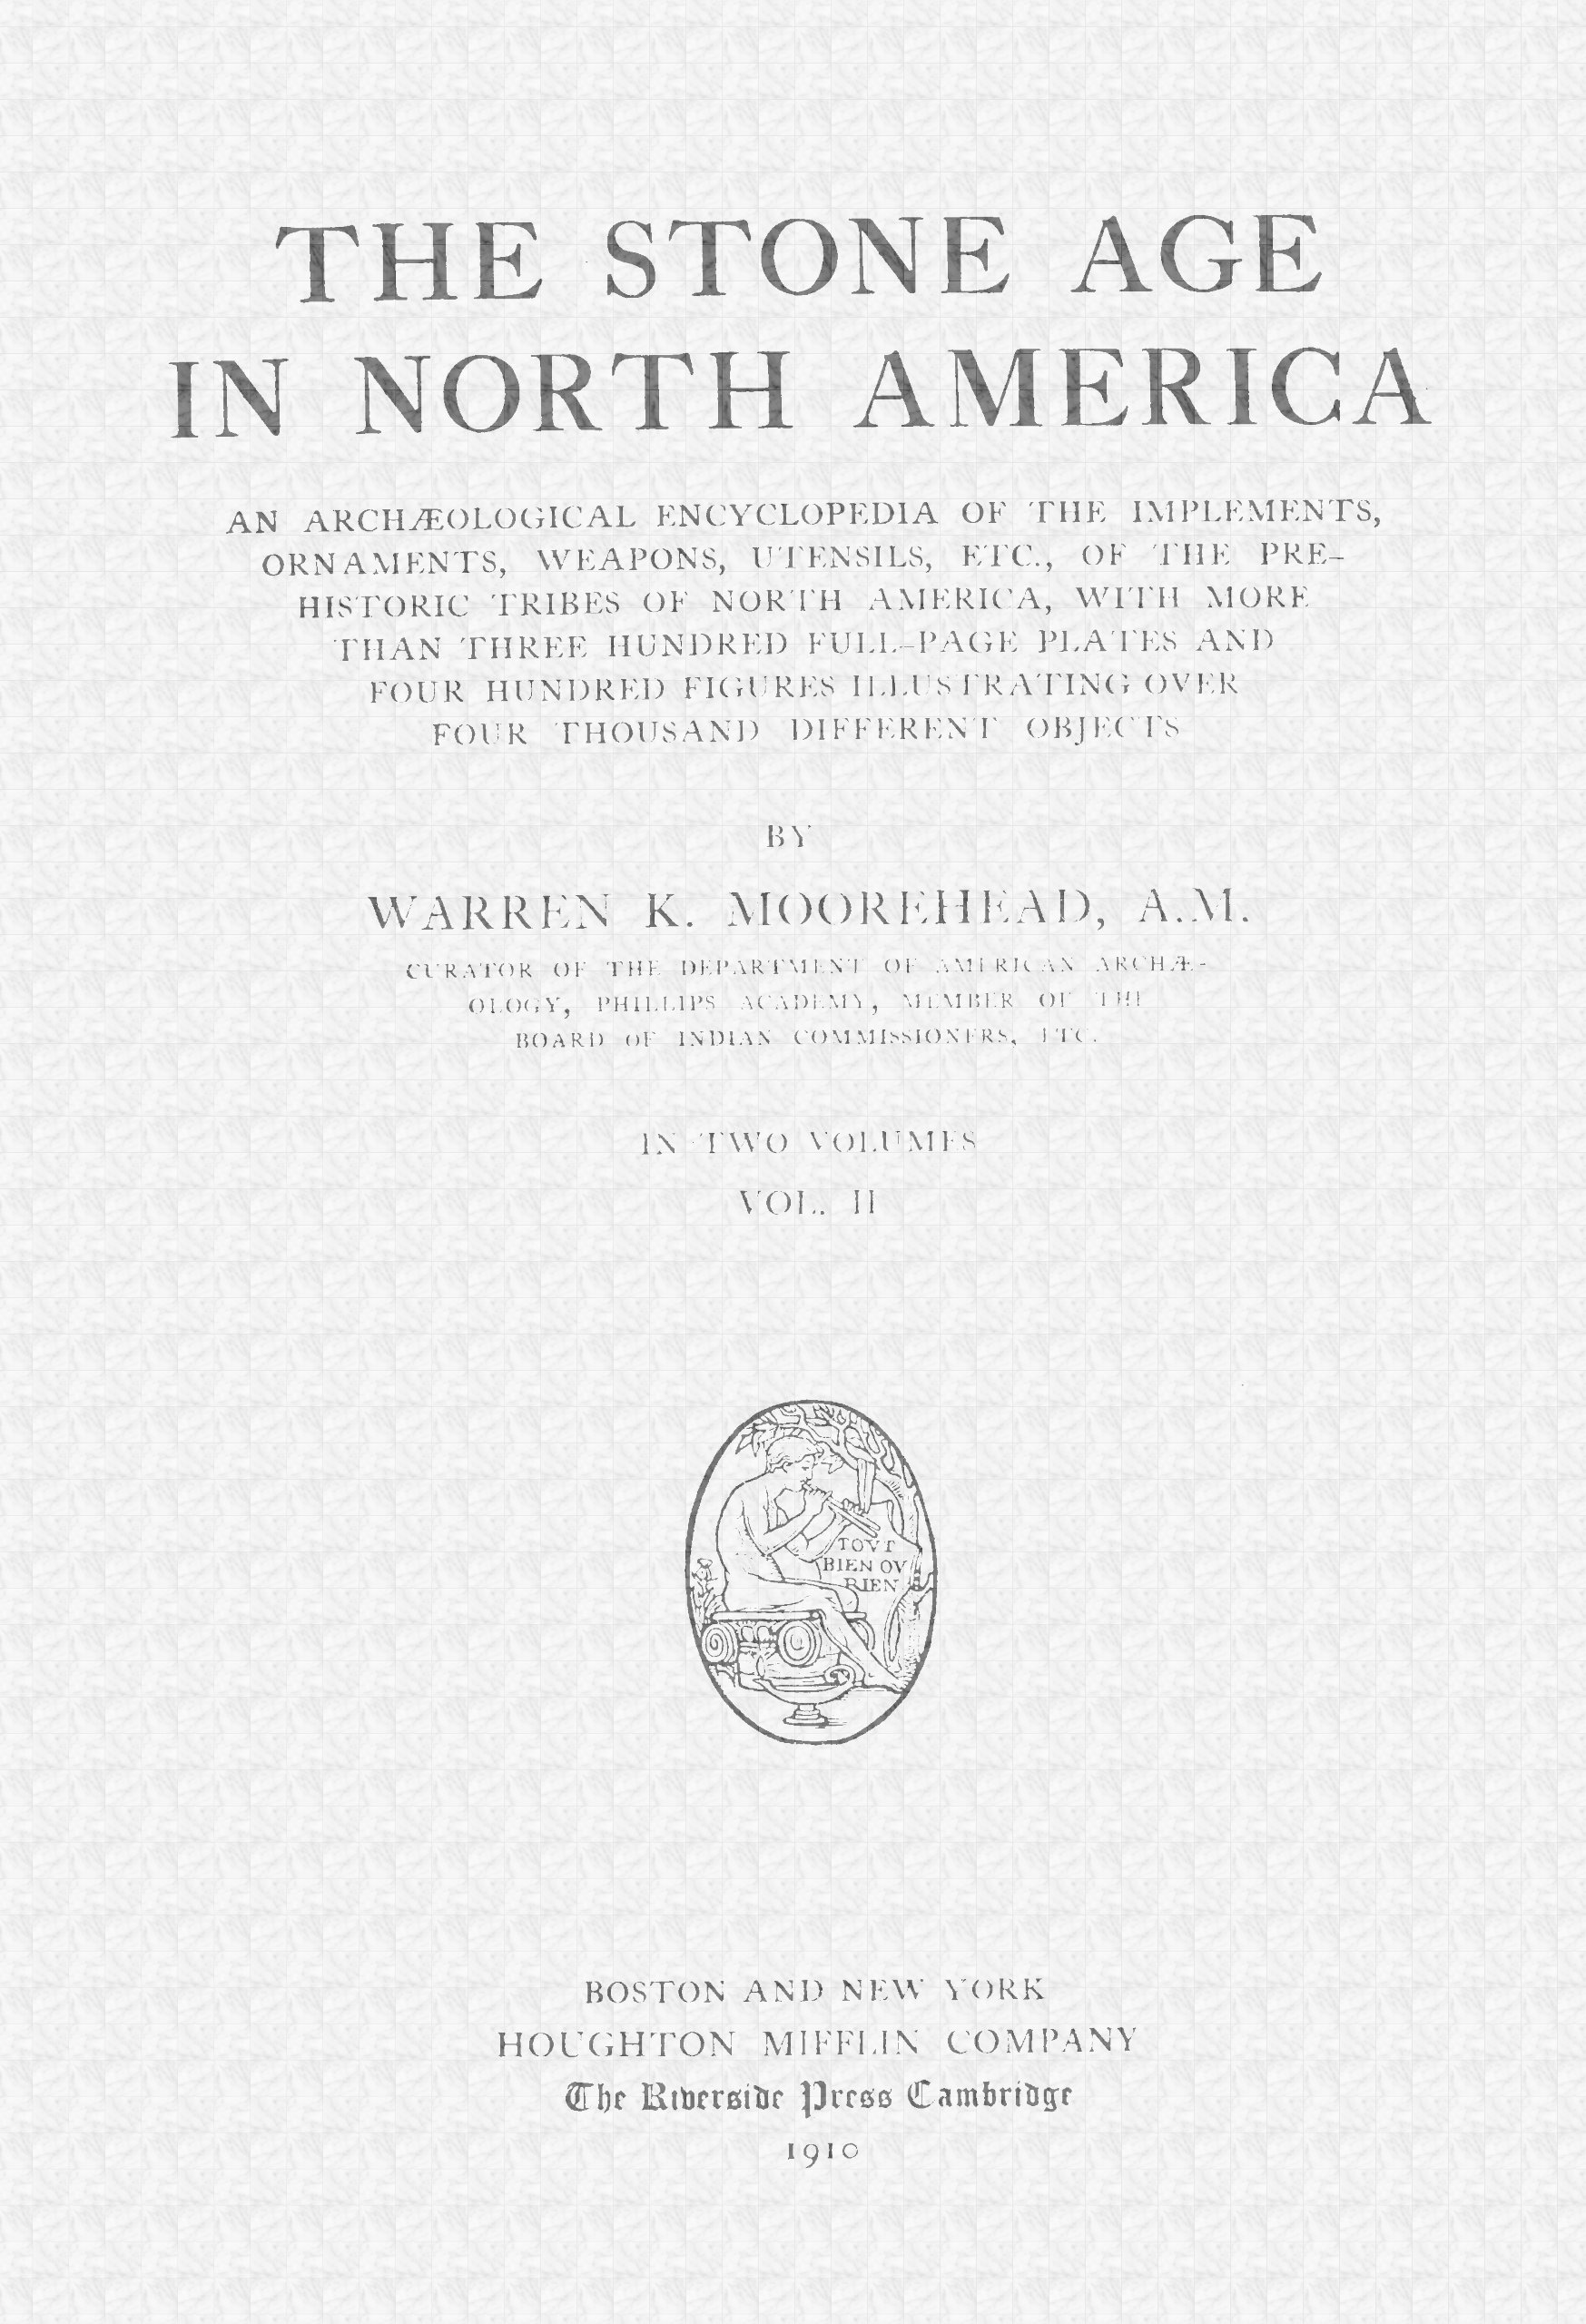 THE STONE AGE
IN NORTH AMERICA
AN ARCHÆOLOGICAL ENCYCLOPEDIA OF THE IMPLEMENTS,
ORNAMENTS, WEAPONS, UTENSILS, ETC., OF THE PRE-
HISTORIC TRIBES OF NORTH AMERICA, WITH MORE
THAN THREE HUNDRED FULL-PAGE PLATES AND
FOUR HUNDRED FIGURES ILLUSTRATING OVER
FOUR THOUSAND DIFFERENT OBJECTS
BY
WARREN K. MOOREHEAD, A.M.
CURATOR OF THE DEPARTMENT OF AMERICAN ARCHÆ-
OLOGY, PHILLIPS ACADEMY, MEMBER OF THE
BOARD OF INDIAN COMMISSIONERS, ETC.
IN TWO VOLUMES
VOL. II
TOVT
BIEN OV
RIEN
BOSTON AND NEW YORK
HOUGHTON MIFFLIN COMPANY
The Riverside Press Cambridge
1910